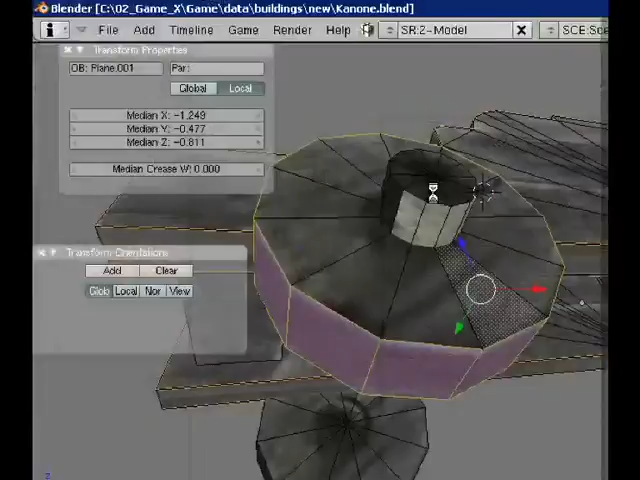 Blender [C:\02_Game_X\Game\data\buildings\new\Kanone.blend]
File Add Timeline Game Render Help SR:2-Model SCE:Sce
Transform Properties
OB: Plane.001 Par:
Global Local
Median X: -1.249
Median Y: -0.477
Median Z: -0.811
Median Crease W: 0.000
Transform Orientations
Add Clear
Glob Local Nor View
z